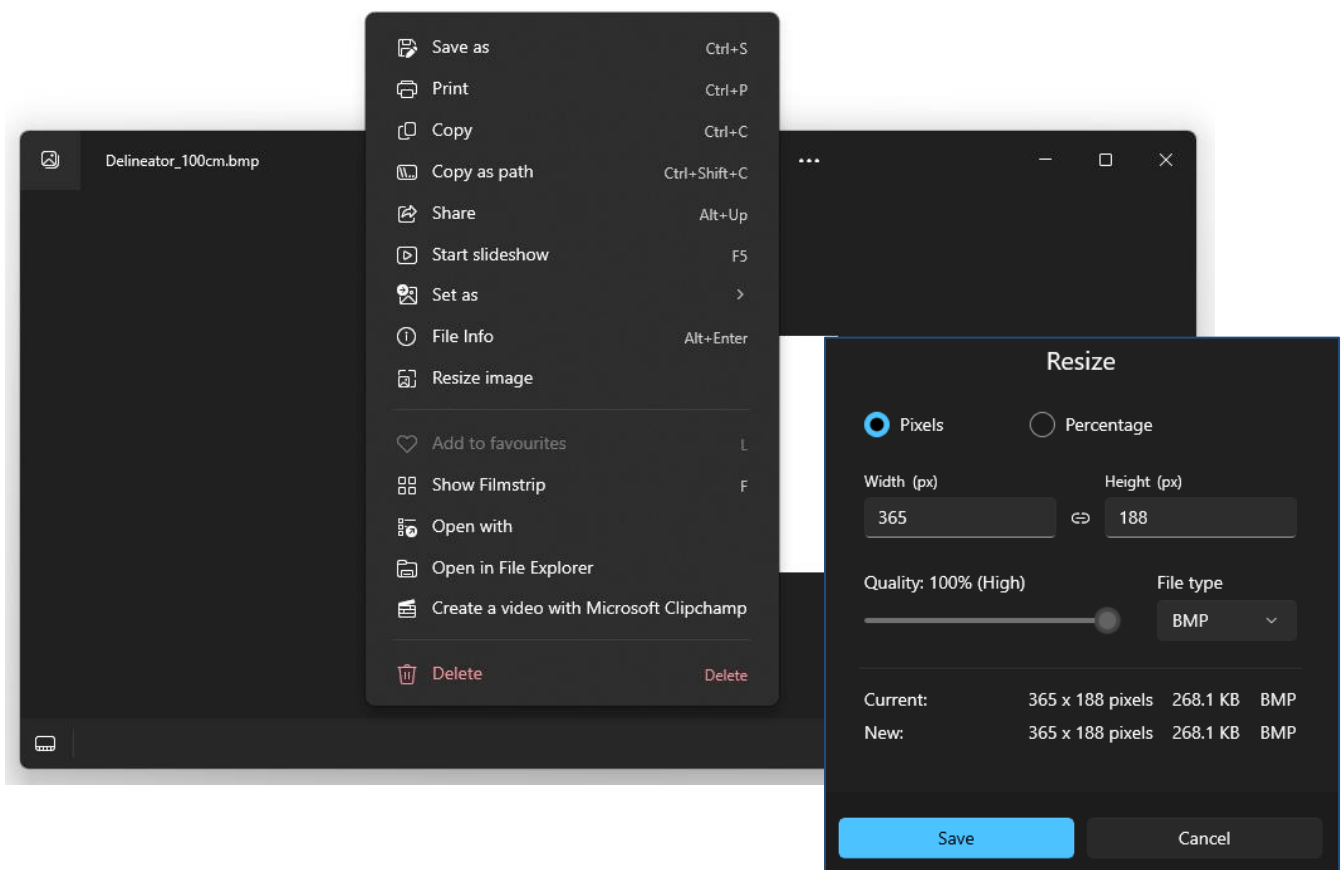 Save as Ctrl+S
Print Ctrl+P
Copy Ctrl+C
Delineator_100cm.bmp
Copy as path Ctrl+Shift+C
Share Alt+Up
Start slideshow F5
Set as
File Info Alt+Enter
Resize image
Add to favourites L
Show Filmstrip F
Open with
Open in File Explorer
Create a video with Microsoft Clipchamp
Delete Delete
Resize
Pixels Percentage
Width (px) Height (px)
365 188
Quality: 100% (High) File type
BMP
Current: 365 x 188 pixels 268.1 KB BMP
New: 365 x 188 pixels 268.1 KB BMP
Save Cancel